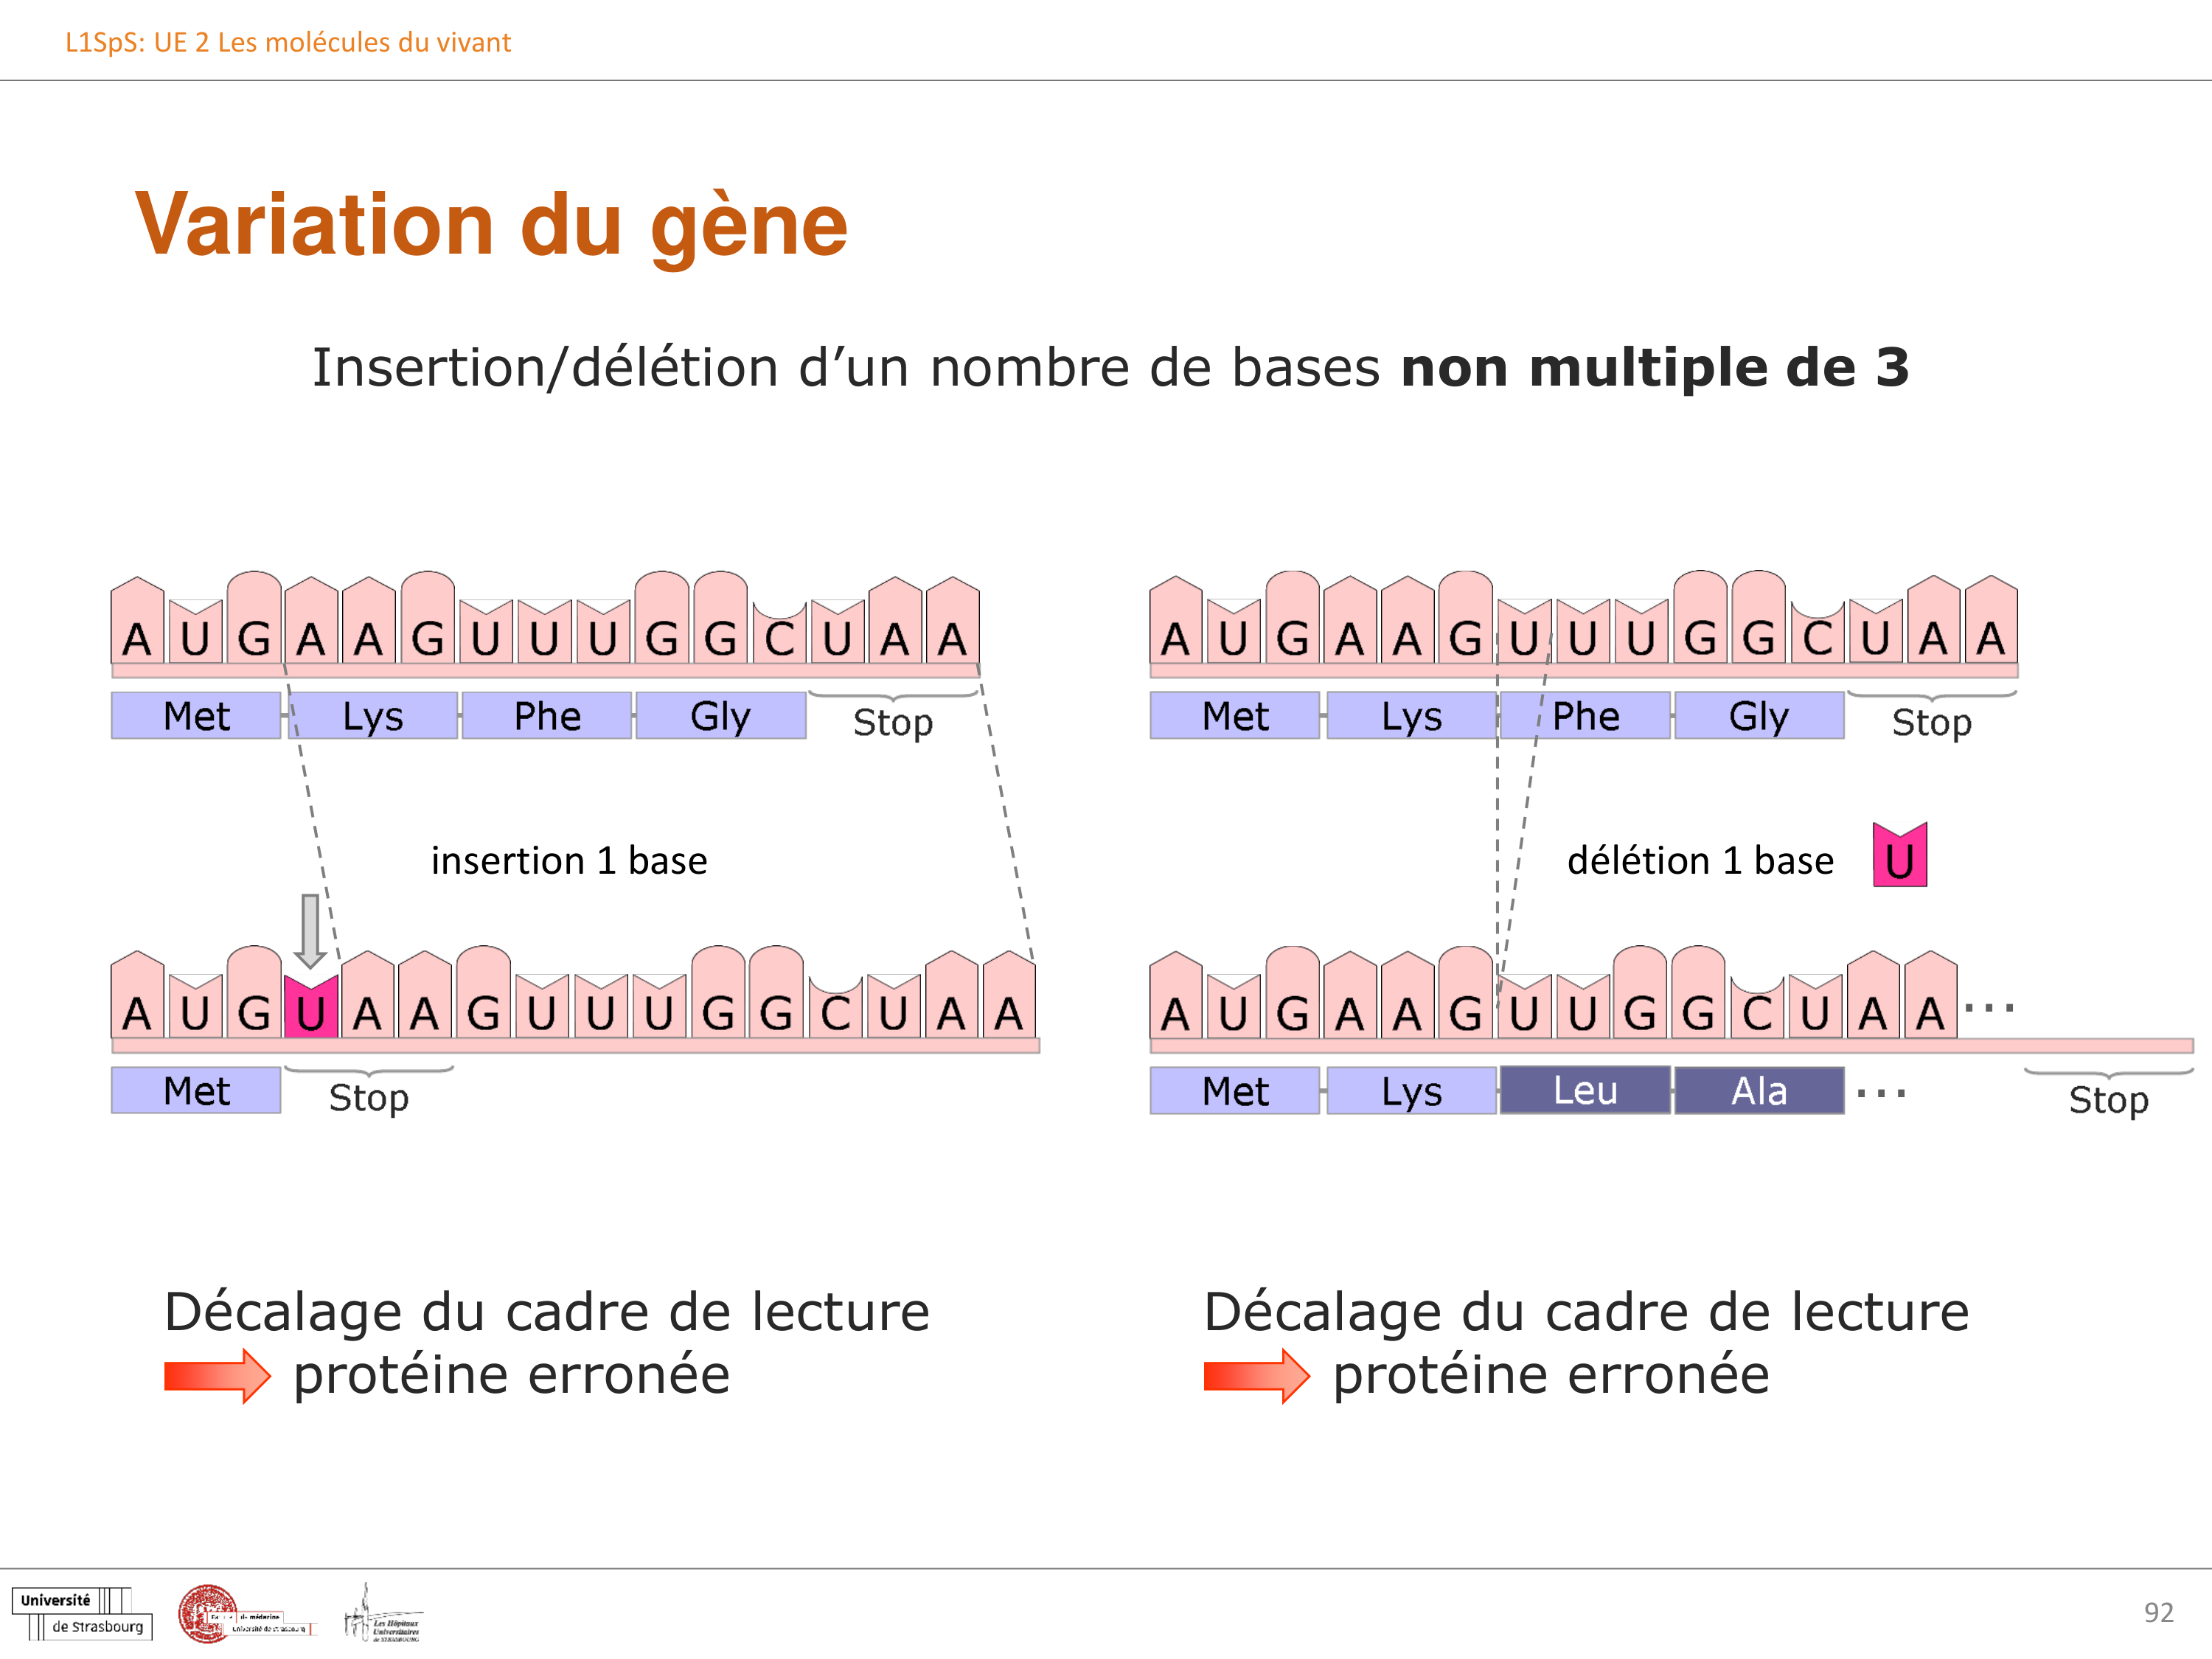 L1SpS: UE 2 Les molécules du vivant
Variation du gène
Insertion/délétion d’un nombre de bases non multiple de 3
A U G A A G U U U G G C U A A
Met Lys Phe Gly Stop
insertion 1 base
A U G U A A G U U U G G C U A A
Met Stop
Décalage du cadre de lecture
protéine erronée
A U G A A G U U U G G C U A A
Met Lys Phe Gly Stop
délétion 1 base U
A U G A A G U U G G C U A A ...
Met Lys Leu Ala ... Stop
Décalage du cadre de lecture
protéine erronée
Université
de Strasbourg
de médecine
Université de Strasbourg
Les Hôpitaux
Universitaires
de STRASBOURG
92